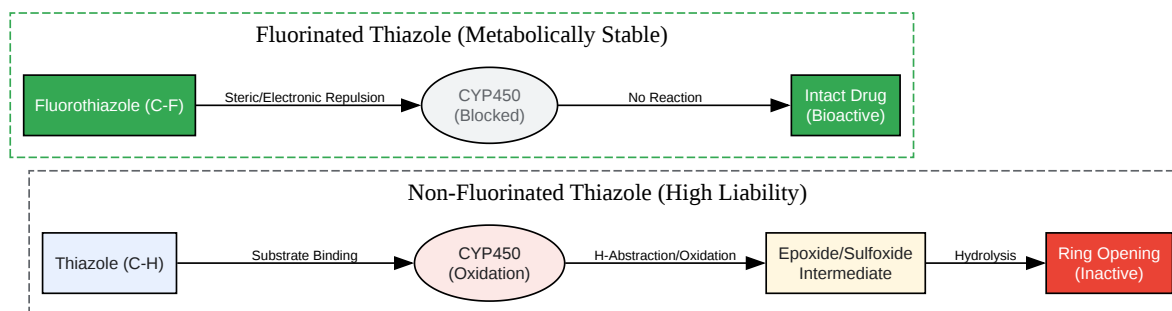 Fluorinated Thiazole (Metabolically Stable)
Fluorothiazole (C-F)
Steric/Electronic Repulsion
CYP450
(Blocked)
No Reaction
Intact Drug
(Bioactive)
Non-Fluorinated Thiazole (High Liability)
Thiazole (C-H)
Substrate Binding
CYP450
(Oxidation)
H-Abstraction/Oxidation
Epoxide/Sulfoxide
Intermediate
Hydrolysis
Ring Opening
(Inactive)